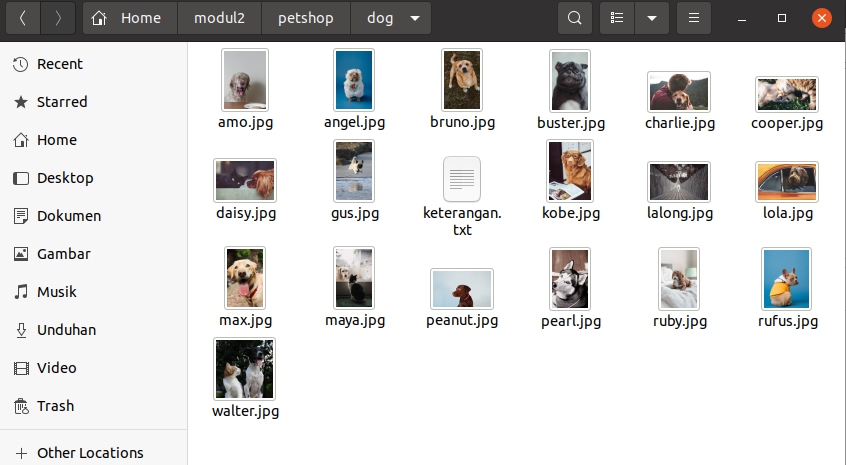 Home modul2 petshop dog
Recent
Starred
Home
Desktop
Dokumen
Gambar
Musik
Unduhan
Video
Trash
Other Locations
amo.jpg angel.jpg bruno.jpg buster.jpg charlie.jpg cooper.jpg
daisy.jpg gus.jpg keterangan.txt kobe.jpg lalong.jpg lola.jpg
max.jpg maya.jpg peanut.jpg pearl.jpg ruby.jpg rufus.jpg
walter.jpg